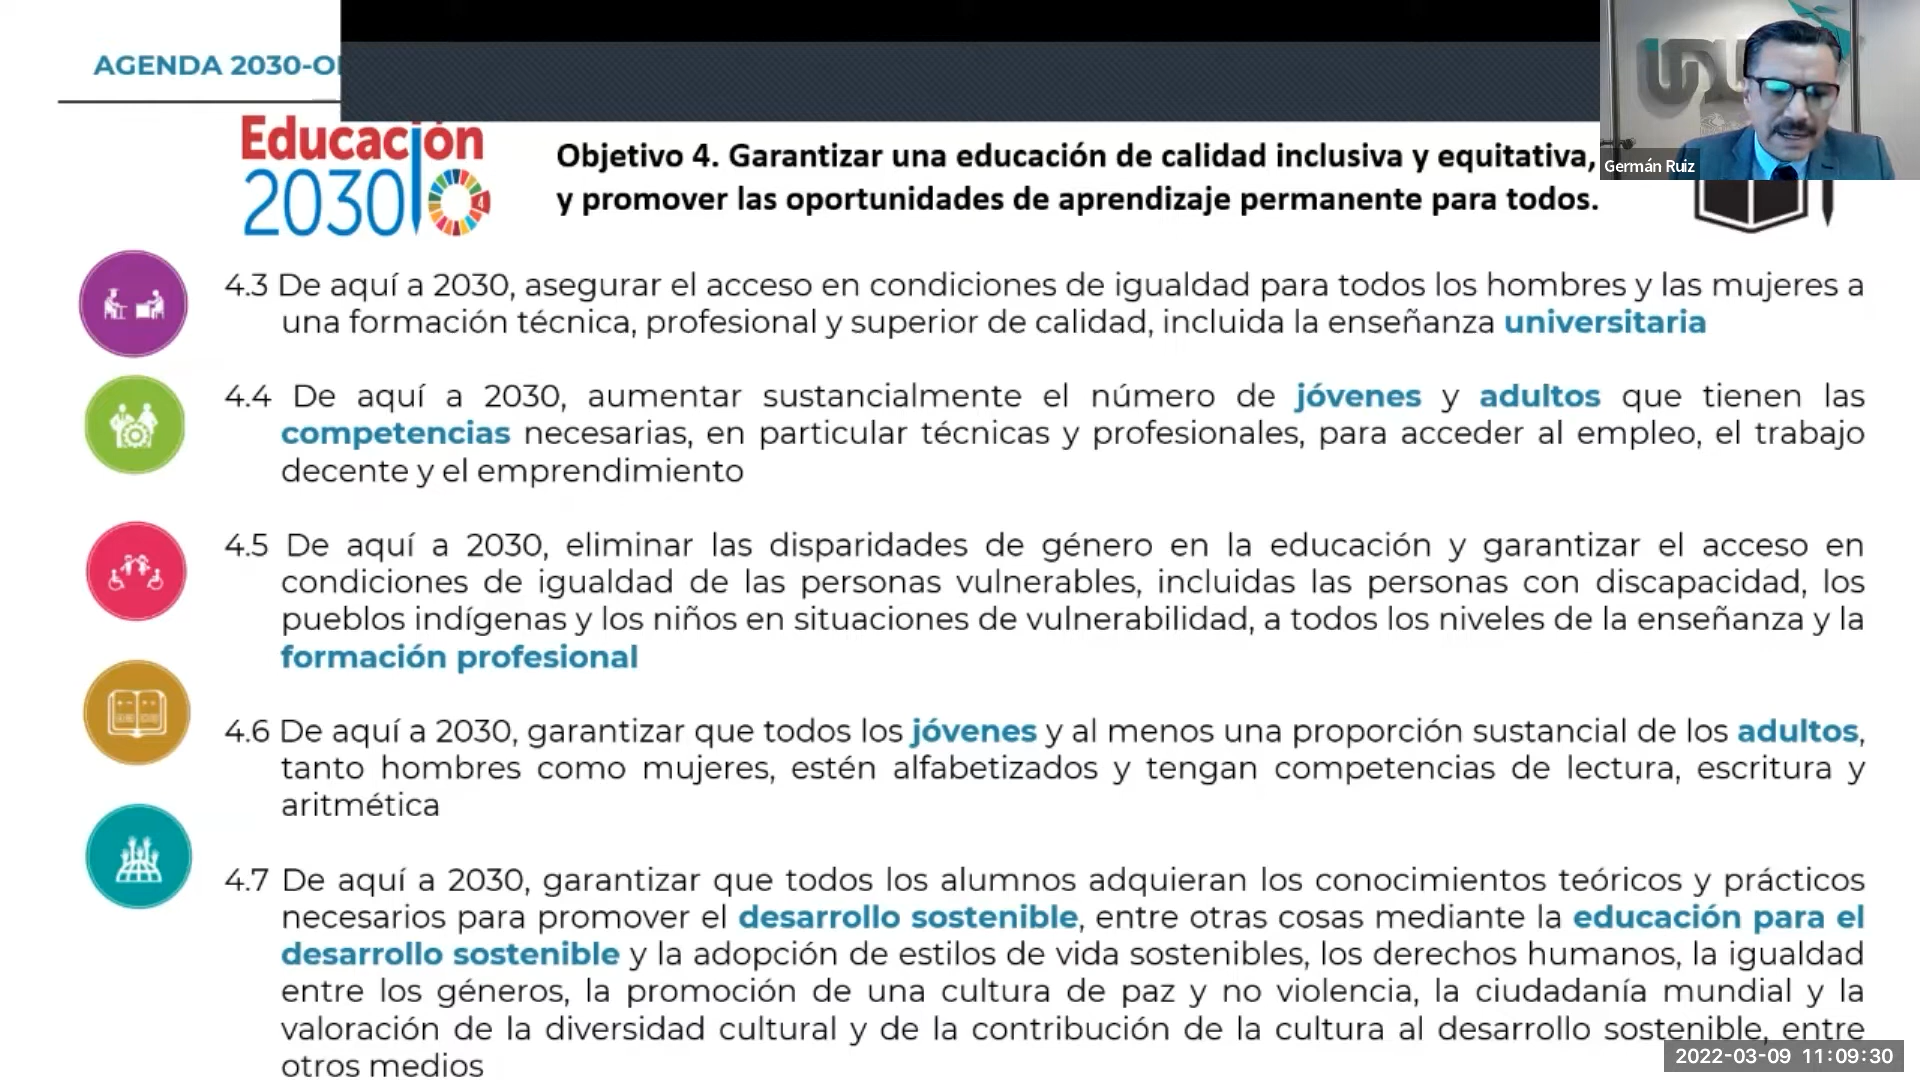 AGENDA 2030-O
Educación
2030
4
Objetivo 4. Garantizar una educación de calidad inclusiva y equitativa,
y promover las oportunidades de aprendizaje permanente para todos.
Germán Ruiz
4.3 De aquí a 2030, asegurar el acceso en condiciones de igualdad para todos los hombres y las mujeres a
una formación técnica, profesional y superior de calidad, incluida la enseñanza universitaria
4.4 De aquí a 2030, aumentar sustancialmente el número de jóvenes y adultos que tienen las
competencias necesarias, en particular técnicas y profesionales, para acceder al empleo, el trabajo
decente y el emprendimiento
4.5 De aquí a 2030, eliminar las disparidades de género en la educación y garantizar el acceso en
condiciones de igualdad de las personas vulnerables, incluidas las personas con discapacidad, los
pueblos indígenas y los niños en situaciones de vulnerabilidad, a todos los niveles de la enseñanza y la
formación profesional
4.6 De aquí a 2030, garantizar que todos los jóvenes y al menos una proporción sustancial de los adultos,
tanto hombres como mujeres, estén alfabetizados y tengan competencias de lectura, escritura y
aritmética
4.7 De aquí a 2030, garantizar que todos los alumnos adquieran los conocimientos teóricos y prácticos
necesarios para promover el desarrollo sostenible, entre otras cosas mediante la educación para el
desarrollo sostenible y la adopción de estilos de vida sostenibles, los derechos humanos, la igualdad
entre los géneros, la promoción de una cultura de paz y no violencia, la ciudadanía mundial y la
valoración de la diversidad cultural y de la contribución de la cultura al desarrollo sostenible, entre
otros medios
2022-03-09 11:09:30